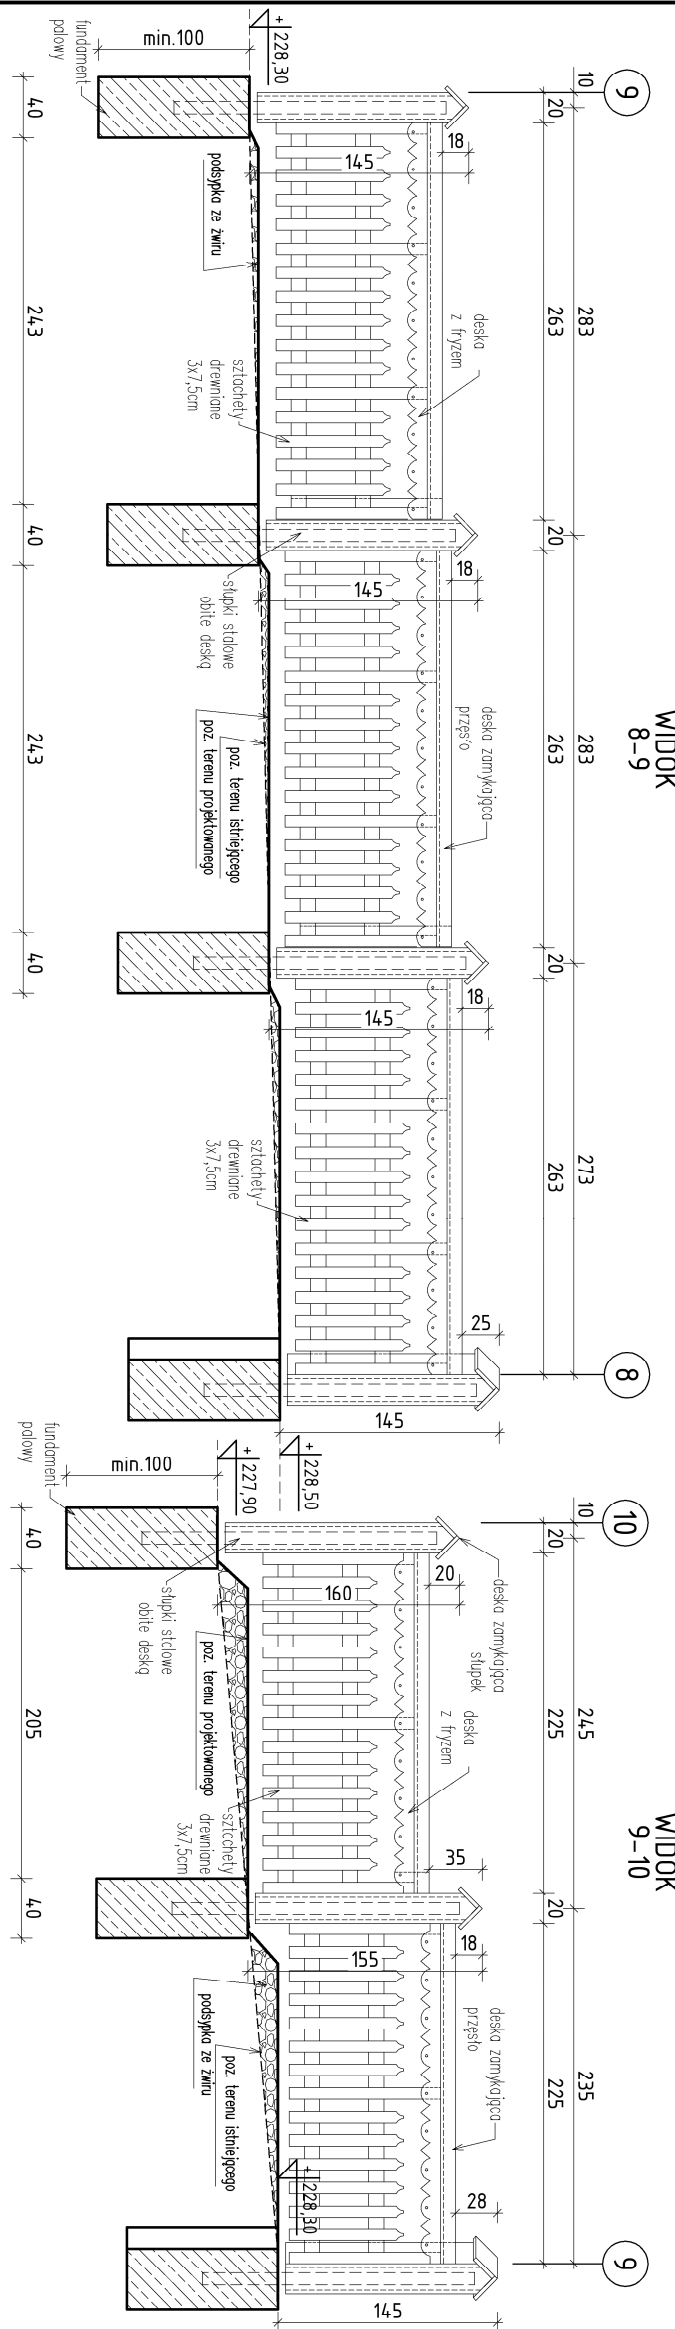 WIDOK
8-9
9
8
10
283
283
273
20
263
20
263
20
263
18
18
18
25
145
145
145
145
+
228,30
+
228,50
min.100
fundament
palowy
podsypka ze żwiru
sztachety
drewniane
3x7,5cm
deska
z fryzem
słupki stalowe
obite deską
deska zamykająca
przęsło
poz. terenu istniejącego
poz. terenu projektowanego
sztachety
drewniane
3x7,5cm
40
243
40
243
40
WIDOK
9-10
10
9
10
245
235
20
225
20
225
20
35
18
28
160
155
145
+
227,90
+
228,30
min.100
fundament
palowy
słupki stclowe
obite deską
poz. terenu projektowanego
deska zamykająca
słupek
deska
z fryzem
sztcchety
drewniane
3x7,5cm
podsypka ze żwiru
poz. terenu istniejącego
deska zamykająca
przęsło
40
205
40